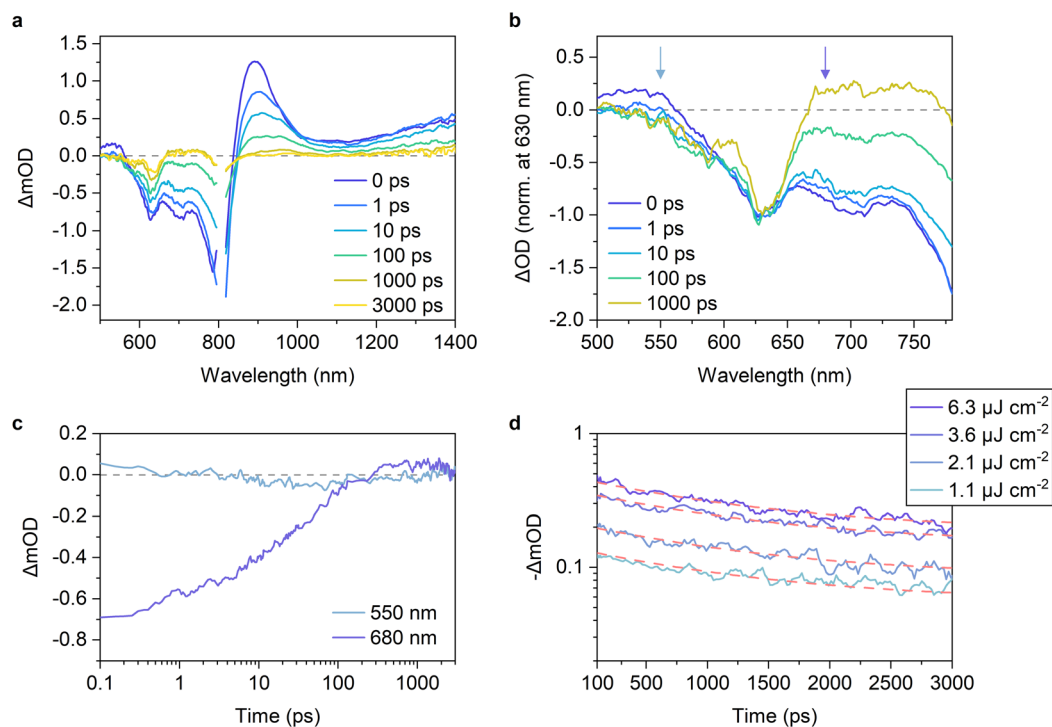 a
1.5
1.0
0.5
0.0
-0.5
-1.0
-1.5
-2.0
ΔmOD
0 ps
1 ps
10 ps
100 ps
1000 ps
3000 ps
600 800 1000 1200 1400
Wavelength (nm)
b
0.5
0.0
-0.5
-1.0
-1.5
-2.0
ΔOD (norm. at 630 nm)
0 ps
1 ps
10 ps
100 ps
1000 ps
500 550 600 650 700 750
Wavelength (nm)
c
0.2
0.0
-0.2
-0.4
-0.6
-0.8
ΔmOD
550 nm
680 nm
0.1 1 10 100 1000
Time (ps)
d
6.3 µJ cm-2
3.6 µJ cm-2
2.1 µJ cm-2
1.1 µJ cm-2
1
0.1
-ΔmOD
100 500 1000 1500 2000 2500 3000
Time (ps)